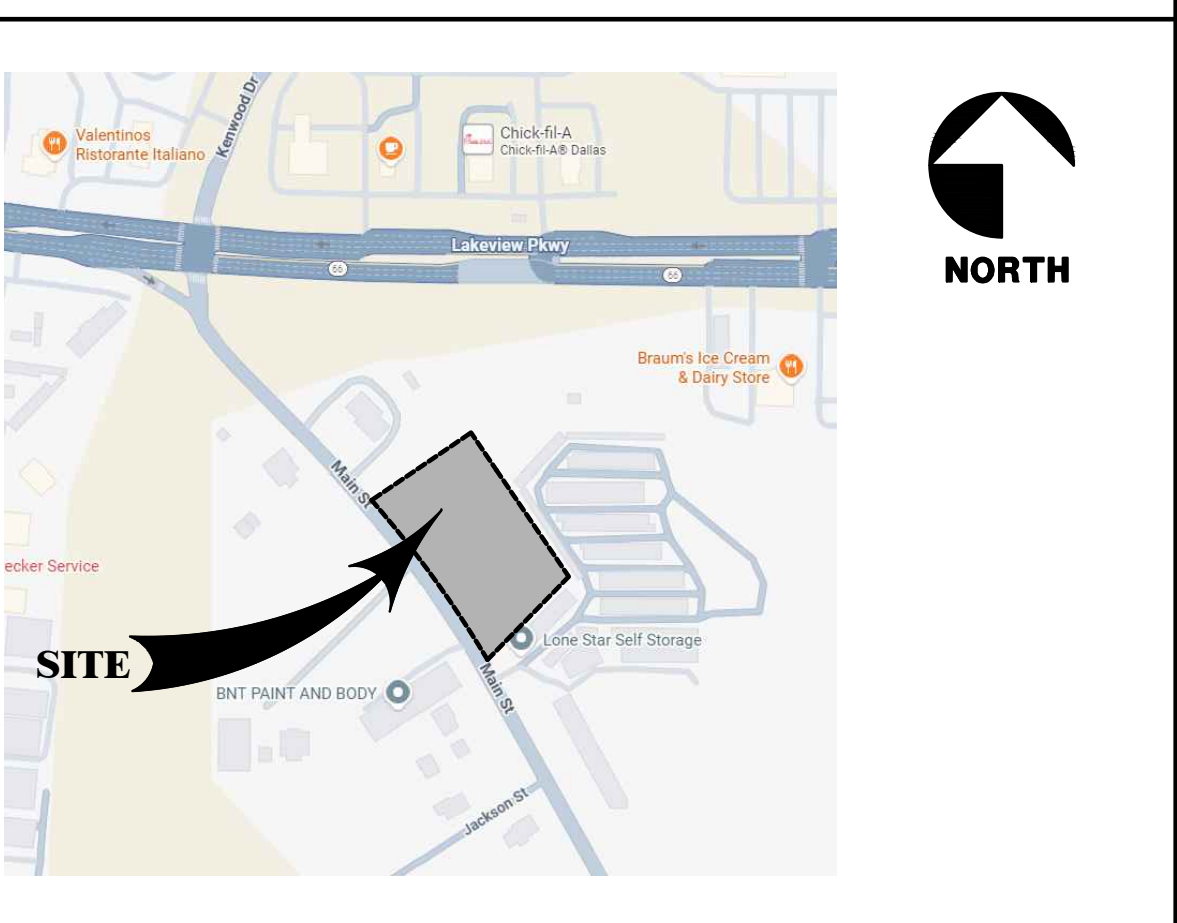 Kenwood Dr
Valentinos
Ristorante Italiano
Chick-fil-A
Chick-fil-A® Dallas
Lakeview Pkwy
66
66
NORTH
Braum's Ice Cream
& Dairy Store
Main St
ecker Service
SITE
Lone Star Self Storage
BNT PAINT AND BODY
Main St
Jackson St